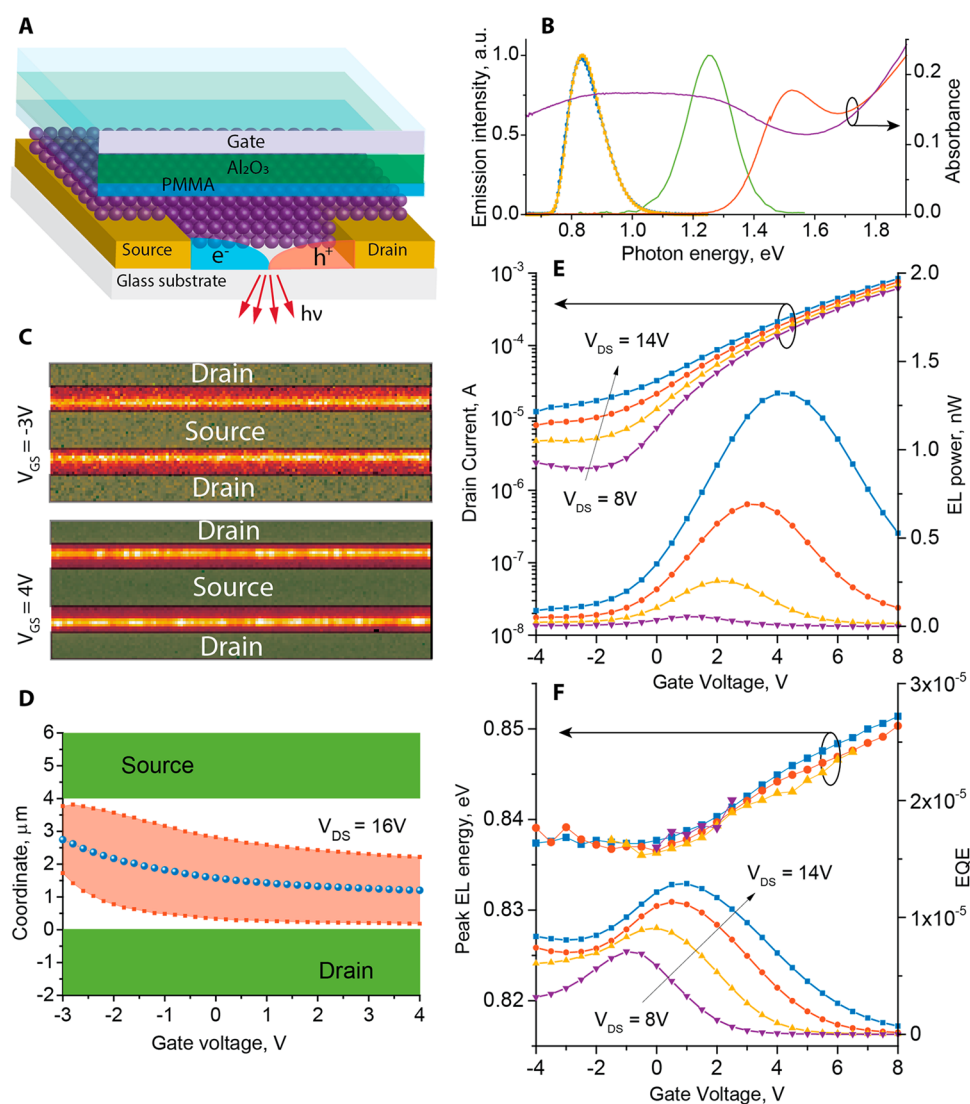 A
Gate
Al₂O₃
PMMA
Source
e⁻
h⁺
Drain
Glass substrate
hν
B
Emission intensity, a.u.
1.0
0.5
0.0
0.2
0.1
0.0
Absorbance
0.8 1.0 1.2 1.4 1.6 1.8
Photon energy, eV
C
V_GS = -3V
Drain
Source
Drain
V_GS = 4V
Drain
Source
Drain
D
Coordinate, µm
6
5
4
3
2
1
0
-1
-2
Source
V_DS = 16V
Drain
-3 -2 -1 0 1 2 3 4
Gate voltage, V
E
Drain Current, A
10⁻³
10⁻⁴
10⁻⁵
10⁻⁶
10⁻⁷
10⁻⁸
V_DS = 14V
V_DS = 8V
2.0
1.5
1.0
0.5
0.0
EL power, nW
-4 -2 0 2 4 6 8
Gate Voltage, V
F
Peak EL energy, eV
0.85
0.84
0.83
0.82
V_DS = 14V
V_DS = 8V
3x10⁻⁵
2x10⁻⁵
1x10⁻⁵
0
EQE
-4 -2 0 2 4 6 8
Gate Voltage, V